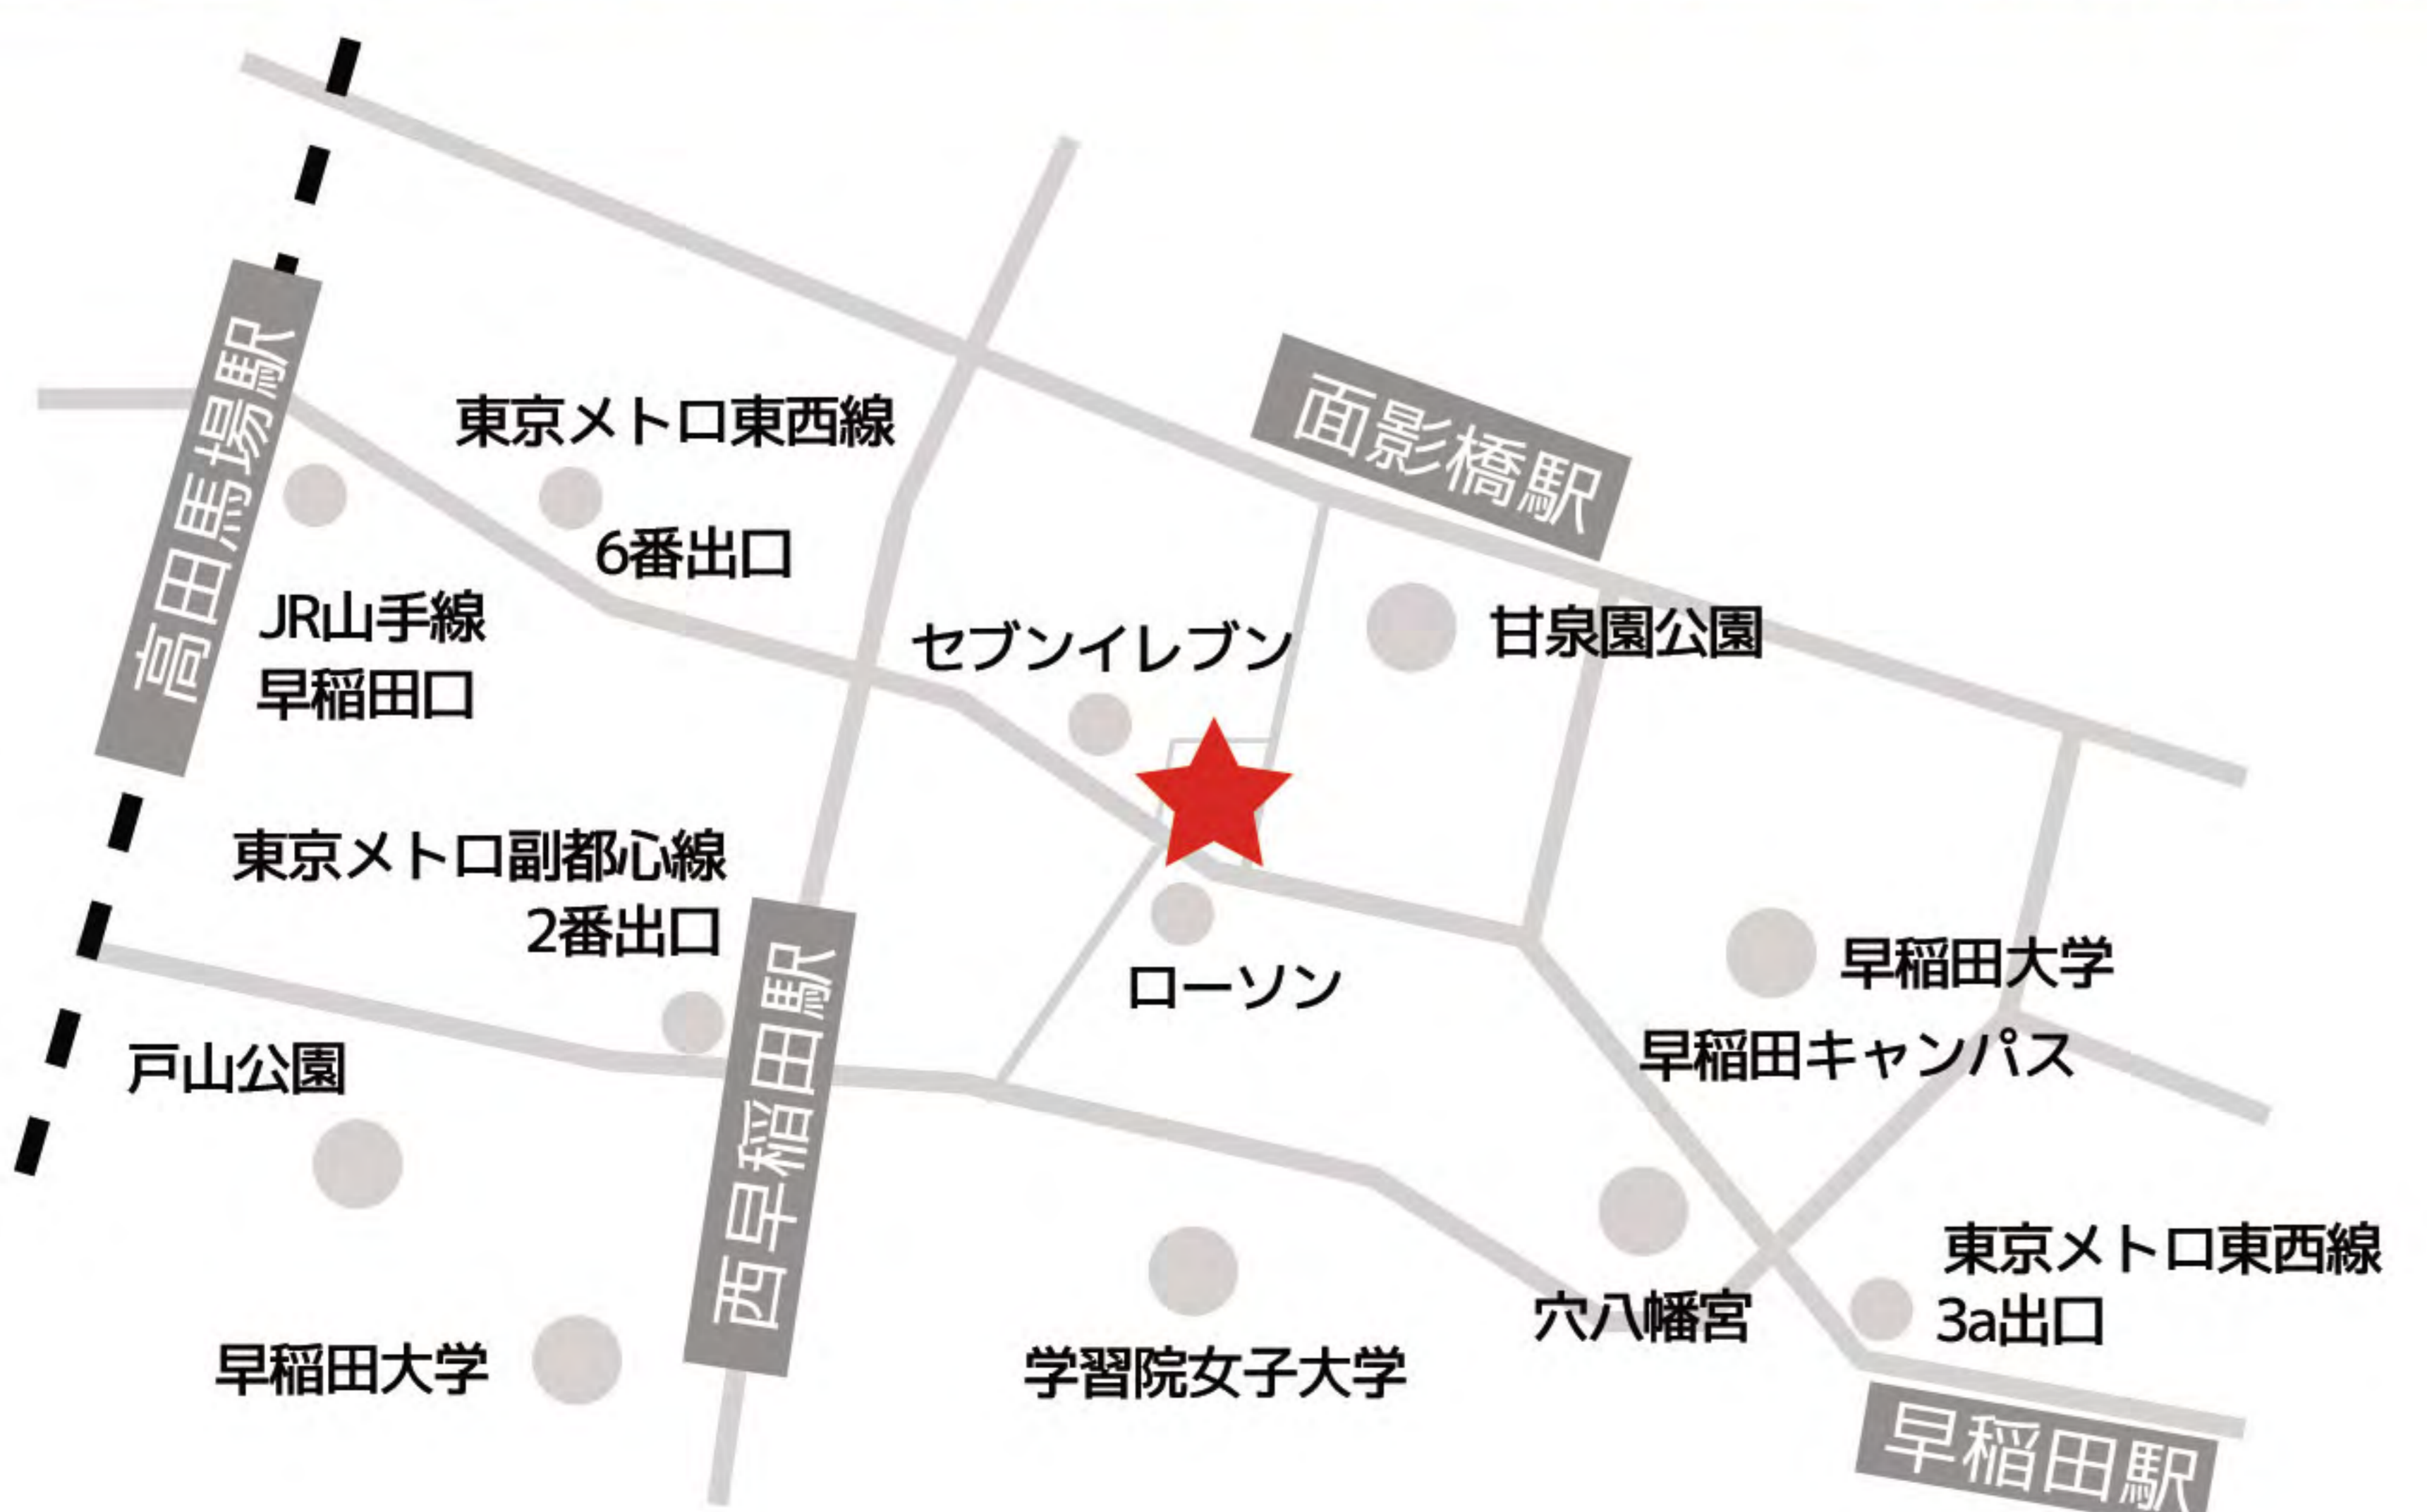 高田馬場駅
東京メトロ東西線
6番出口
JR山手線
早稲田口
面影橋駅
セブンイレブン
甘泉園公園
東京メトロ副都心線
2番出口
西早稲田駅
ローソン
早稲田大学
早稲田キャンパス
戸山公園
早稲田大学
学習院女子大学
穴八幡宮
東京メトロ東西線
3a出口
早稲田駅